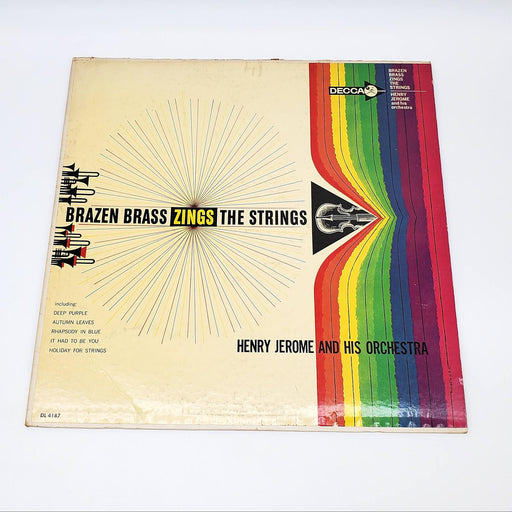 DECCA
BRAZEN
BRASS
ZINGS
THE
STRINGS
HENRY
JEROME
and his
orchestra
BRAZEN BRASS ZINGS THE STRINGS
including:
DEEP PURPLE
AUTUMN LEAVES
RHAPSODY IN BLUE
IT HAD TO BE YOU
HOLIDAY FOR STRINGS
HENRY JEROME AND HIS ORCHESTRA
DL 4187